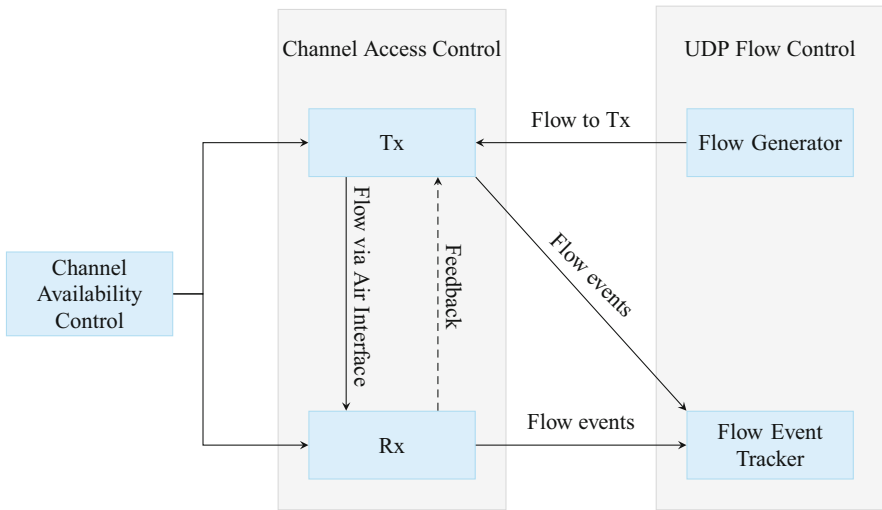 Channel Access Control
UDP Flow Control
Flow to Tx
Tx
Flow Generator
Flow via Air Interface
Feedback
Flow events
Channel
Availability
Control
Flow events
Rx
Flow Event
Tracker